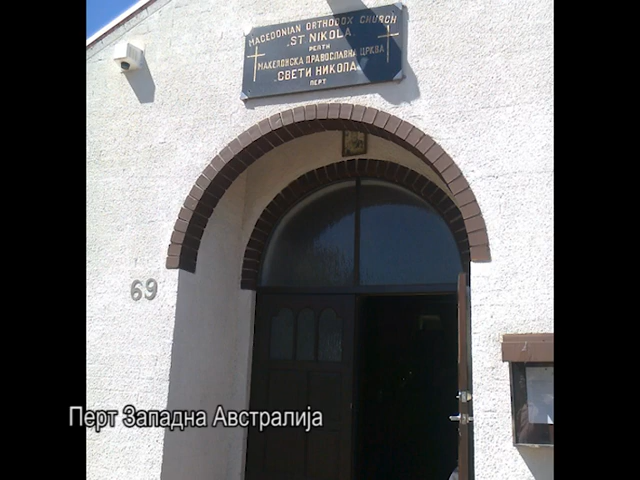 MACEDONIAN ORTHODOX CHURCH
„ST NIKOLA"
PERTH
МАКЕДОНСКА ПРАВОСЛАВНА ЦРКВА
„СВЕТИ НИКОЛА"
ПЕРТ
69
Перт Западна Австралија